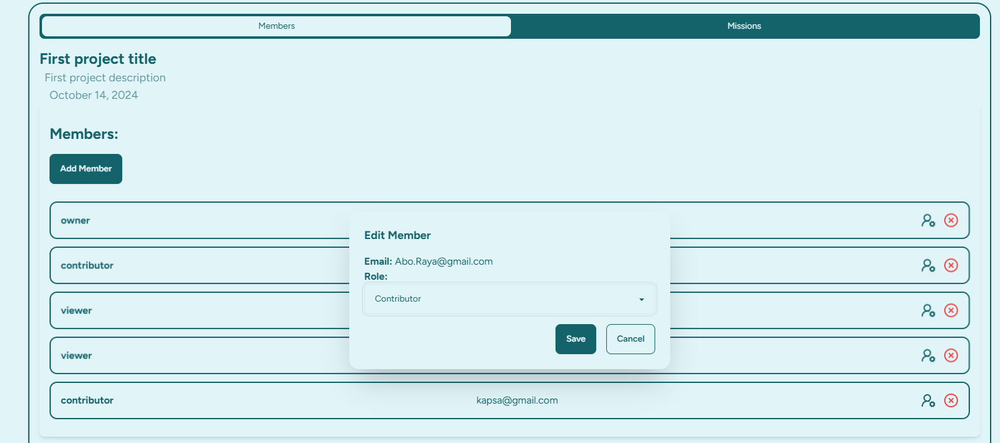 Members
Missions
First project title
First project description
October 14, 2024
Members:
Add Member
owner
contributor
viewer
viewer
contributor
kapsa@gmail.com
Edit Member
Email: Abo.Raya@gmail.com
Role:
Contributor
Save
Cancel